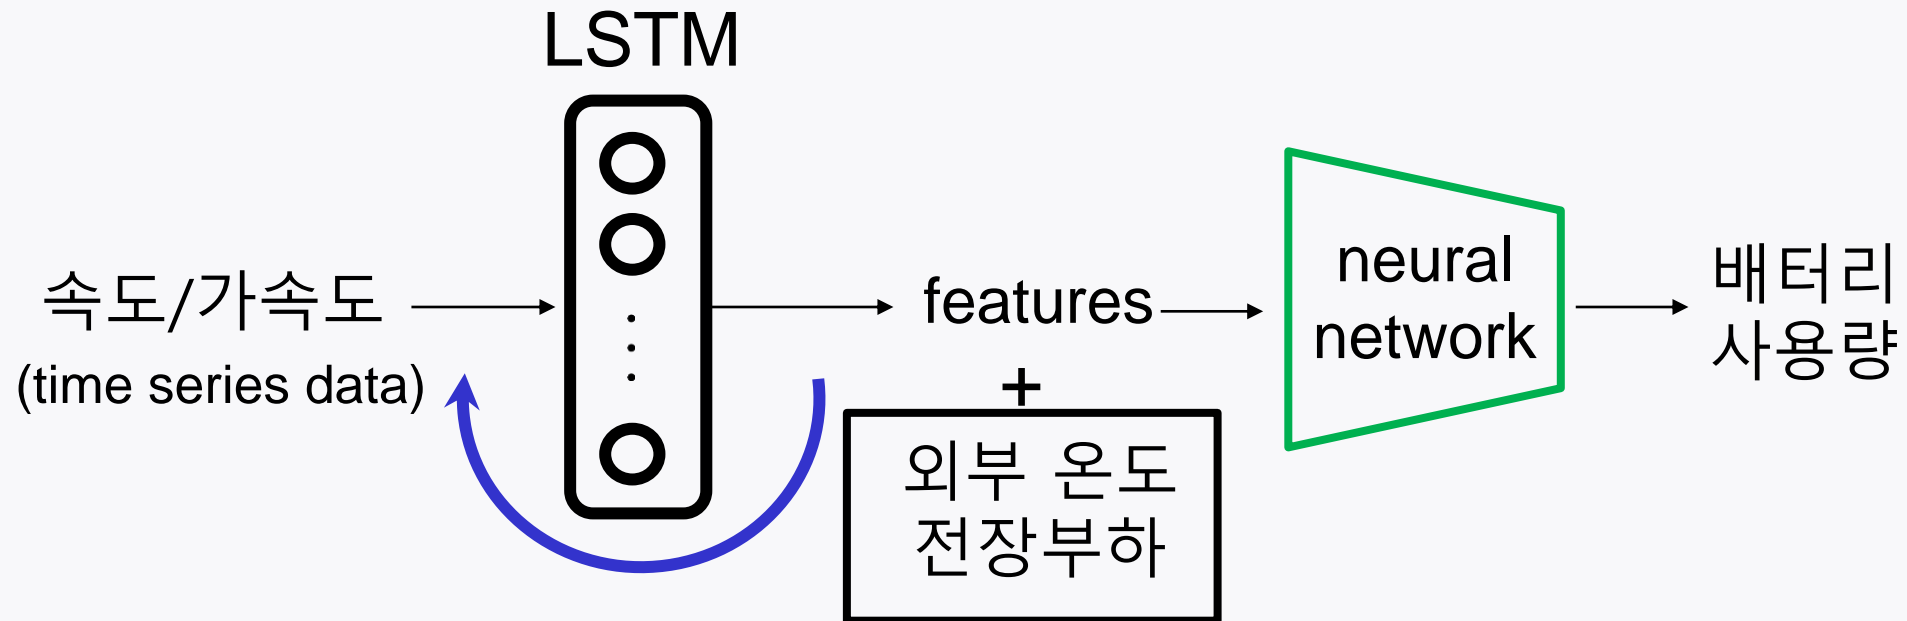 LSTM
속도/가속도
(time series data)
features
+
외부 온도
전장부하
neural
network
배터리
사용량